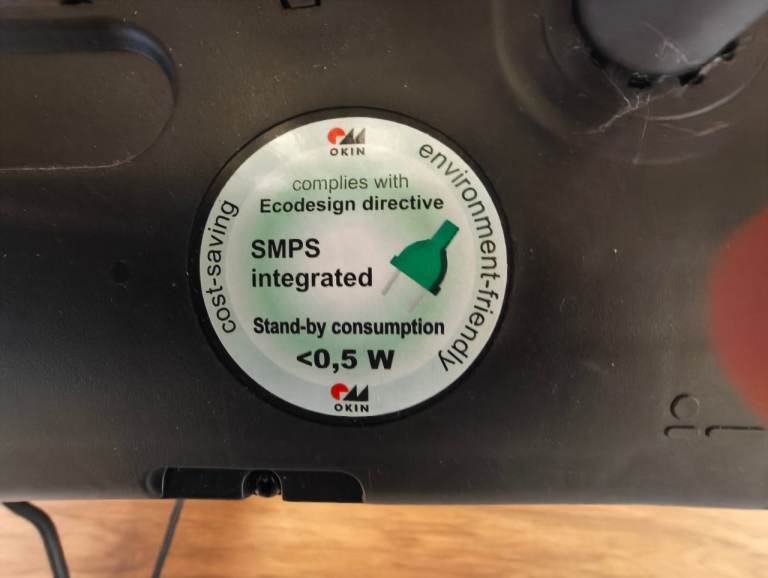 OKIN
complies with
Ecodesign directive
cost-saving
environment-friendly
SMPS
integrated
Stand-by consumption
<0,5 W
OKIN